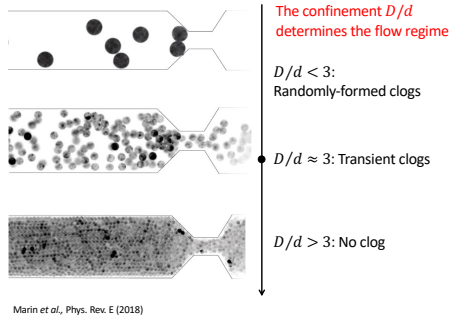 The confinement D/d
determines the flow regime
D/d < 3:
Randomly-formed clogs
D/d ≈ 3: Transient clogs
D/d > 3: No clog
Marin et al., Phys. Rev. E (2018)